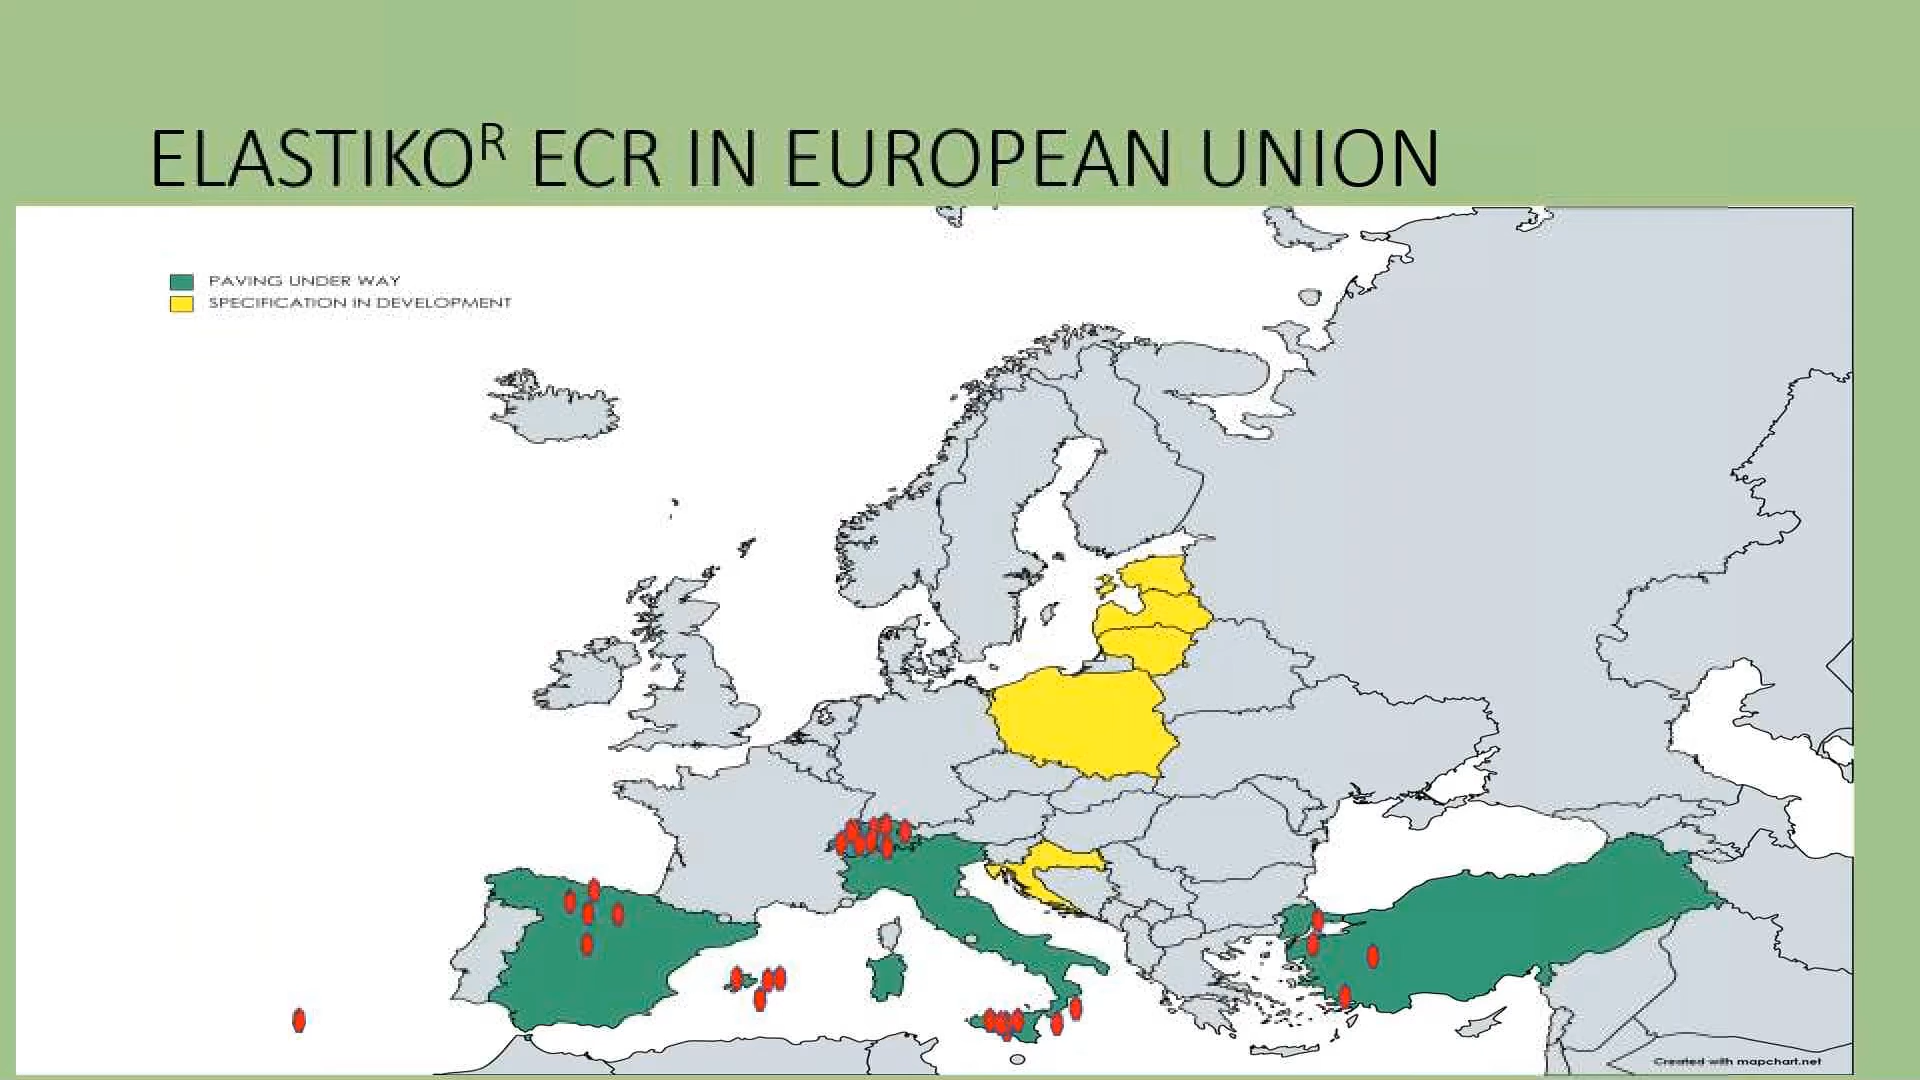 ELASTIKOR ECR IN EUROPEAN UNION
PAVING UNDER WAY
SPECIFICATION IN DEVELOPMENT
Created with mapchart.net